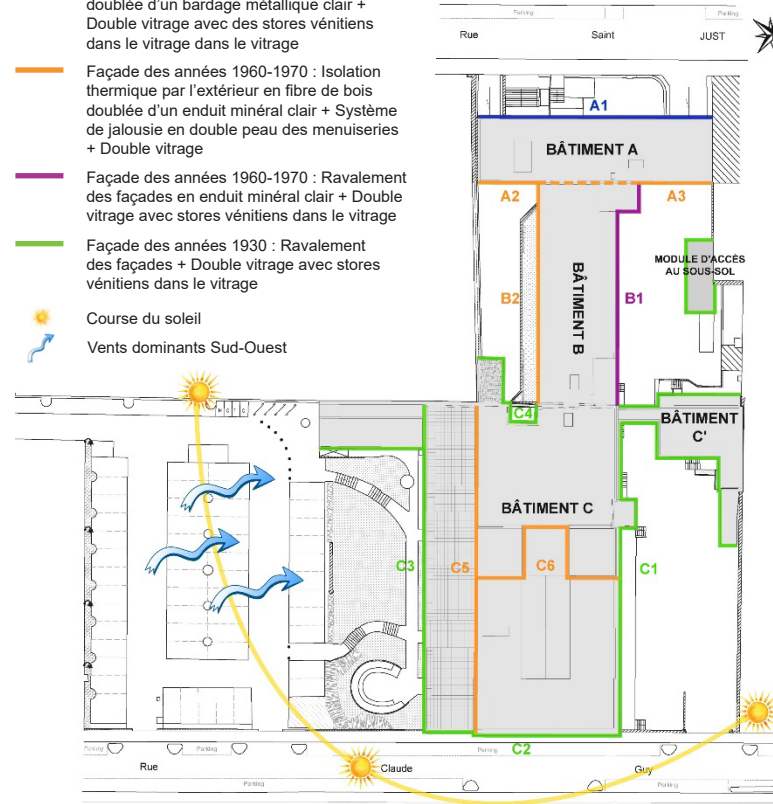 doublée d'un bardage métallique clair +
Double vitrage avec des stores vénitiens
dans le vitrage dans le vitrage
Façade des années 1960-1970 : Isolation
thermique par l'extérieur en fibre de bois
doublée d'un enduit minéral clair + Système
de jalousie en double peau des menuiseries
+ Double vitrage
Façade des années 1960-1970 : Ravalement
des façades en enduit minéral clair + Double
vitrage avec stores vénitiens dans le vitrage
Façade des années 1930 : Ravalement
des façades + Double vitrage avec stores
vénitiens dans le vitrage
Course du soleil
Vents dominants Sud-Ouest
Parking
Parking
Rue Saint JUST
A1
BÂTIMENT A
A2
A3
MODULE D'ACCÈS
AU SOUS-SOL
BÂTIMENT B
B2
B1
C4
BÂTIMENT
C'
BÂTIMENT C
C3
C5
C6
C1
C2
Parking
Parking
Parking
Parking
Rue Claude Guy
Parking
Parking